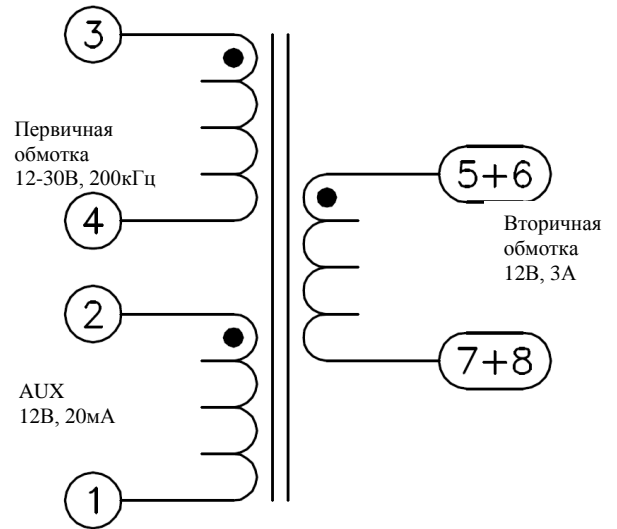 3
Первичная
обмотка
12-30В, 200кГц
4
5+6
Вторичная
обмотка
12В, 3А
2
7+8
AUX
12В, 20мА
1